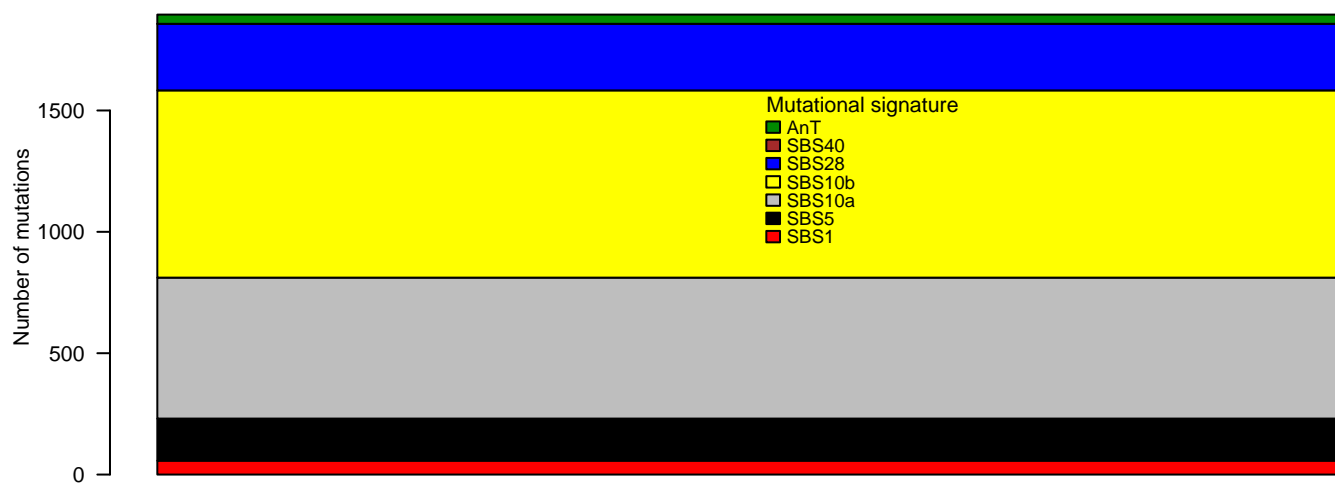 Number of mutations
1500
1000
500
0
Mutational signature
AnT
SBS40
SBS28
SBS10b
SBS10a
SBS5
SBS1